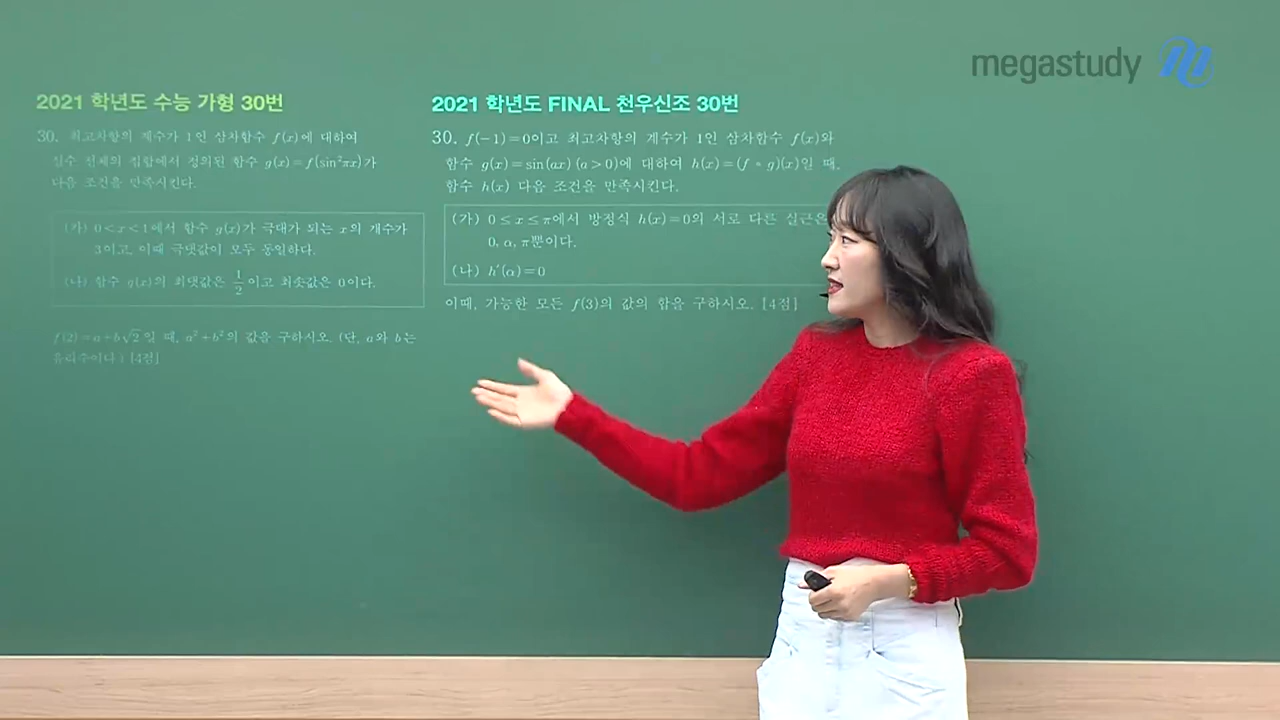 megastudy
2021 학년도 수능 가형 30번
30. 최고차항의 계수가 1인 삼차함수 f(x)에 대하여
실수 전체의 집합에서 정의된 함수 g(x)=f(sin²πx)가
다음 조건을 만족시킨다.
(가) 0<x<1에서 함수 g(x)가 극대가 되는 x의 개수가
3이고, 이때 극댓값이 모두 동일하다.
(나) 함수 g(x)의 최댓값은 1/2이고 최솟값은 0이다.
f(2)=a+b√2일 때, a²+b²의 값을 구하시오. (단, a와 b는
유리수이다.) [4점]
2021 학년도 FINAL 천우신조 30번
30. f(-1)=0이고 최고차항의 계수가 1인 삼차함수 f(x)와
함수 g(x)=sin(ax) (a>0)에 대하여 h(x)=(f∘g)(x)일 때,
함수 h(x) 다음 조건을 만족시킨다.
(가) 0≤x≤π에서 방정식 h(x)=0의 서로 다른 실근은
0, α, π뿐이다.
(나) h'(α)=0
이때, 가능한 모든 f(3)의 값의 합을 구하시오. [4점]